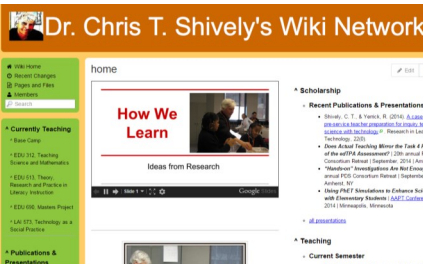 Dr. Chris T. Shively's Wiki Network
Wiki Home
Recent Changes
Pages and Files
Members
Search
^ Currently Teaching
Base Camp
EDU 312, Teaching
Science and Mathematics
EDU 513, Theory,
Research and Practice in
Literacy Instruction
EDU 690, Masters Project
LAI 573, Technology as a
Social Practice
^ Publications &
Presentations
home
Edit
How We
Learn
Ideas from Research
Slide 1
Google
^ Scholarship
Recent Publications & Presentations
Shively, C. T., & Yerrick, R. (2014). A case
pre-service teacher preparation for inquiry
science with technology. Research in Lea
Technology, 22(0)
Does Actual Teaching Mirror the Task
of the edTPA Assessment? | 20th annual
Consortium Retreat | September, 2014 | Am
"Hands-on" Investigations Are Not Enou
annual PDS Consortium Retreat | Septembe
Amherst, NY
Using PhET Simulations to Enhance Scie
with Elementary Students | AAPT Confere
2014 | Minneapolis, Minnesota
all presentations
^ Teaching
Current Semester